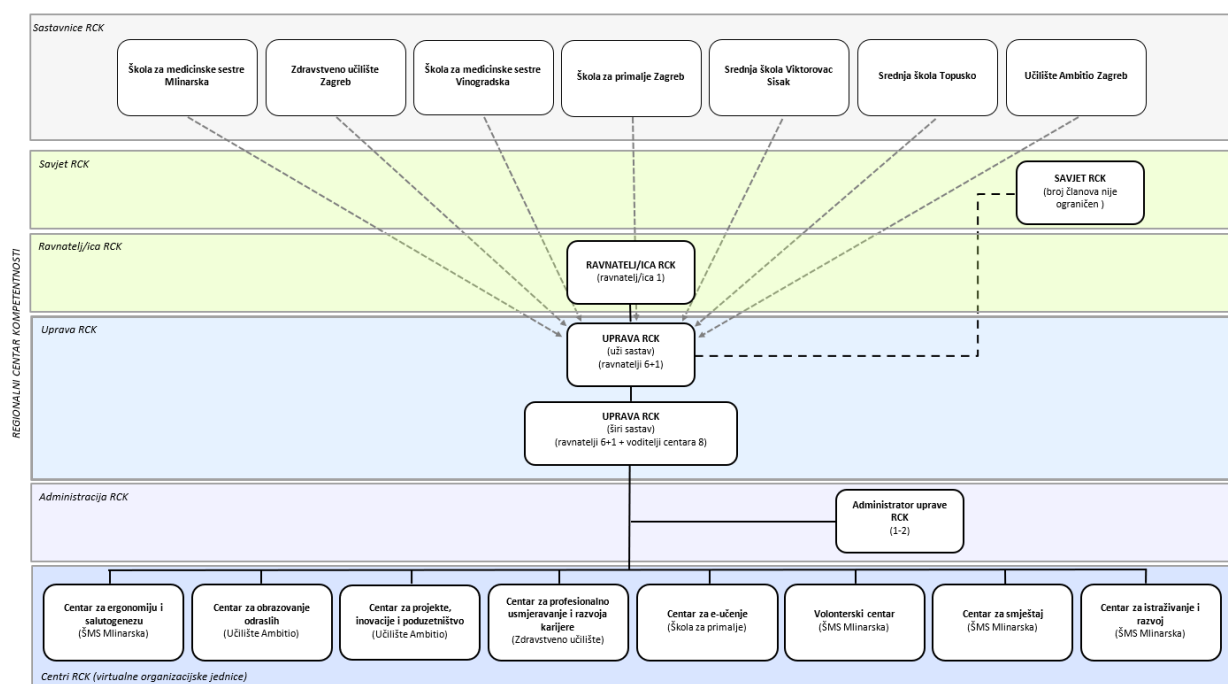 Sastavnice RCK
Škola za medicinske sestre
Mlinarska
Zdravstveno učilište
Zagreb
Škola za medicinske sestre
Vinogradska
Škola za primalje Zagreb
Srednja škola Viktorovac
Sisak
Srednja škola Topusko
Učilište Ambitio Zagreb
REGIONALNI CENTAR KOMPETENTNOSTI
Savjet RCK
SAVJET RCK
(broj članova nije
ograničen )
Ravnatelj/ica RCK
RAVNATELJ/ICA RCK
(ravnatelj/ica 1)
Uprava RCK
UPRAVA RCK
(uži sastav)
(ravnatelji 6+1)
UPRAVA RCK
(širi sastav)
(ravnatelji 6+1 + voditelji centara 8)
Administracija RCK
Administrator uprave
RCK
(1-2)
Centar za ergonomiju i
salutogenezu
(ŠMS Mlinarska)
Centar za obrazovanje
odraslih
(Učilište Ambitio)
Centar za projekte,
inovacije i poduzetništvo
(Učilište Ambitio)
Centar za profesionalno
usmjeravanje i razvoja
karijere
(Zdravstveno učilište)
Centar za e-učenje
(Škola za primalje)
Volonterski centar
(ŠMS Mlinarska)
Centar za smještaj
(ŠMS Mlinarska)
Centar za istraživanje i
razvoj
(ŠMS Mlinarska)
Centri RCK (virtualne organizacijske jednice)